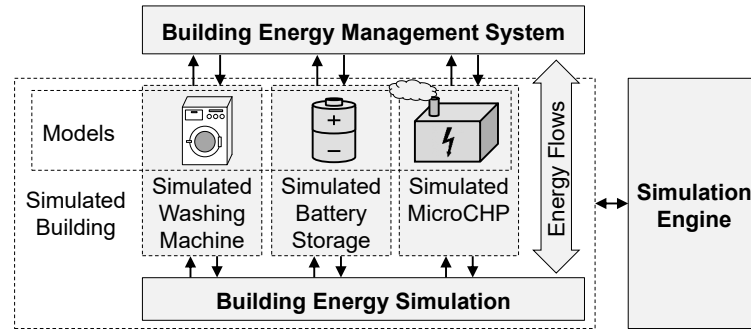 Building Energy Management System
Models
Simulated
Building
Simulated
Washing
Machine
Simulated
Battery
Storage
Simulated
MicroCHP
Energy Flows
Simulation
Engine
Building Energy Simulation